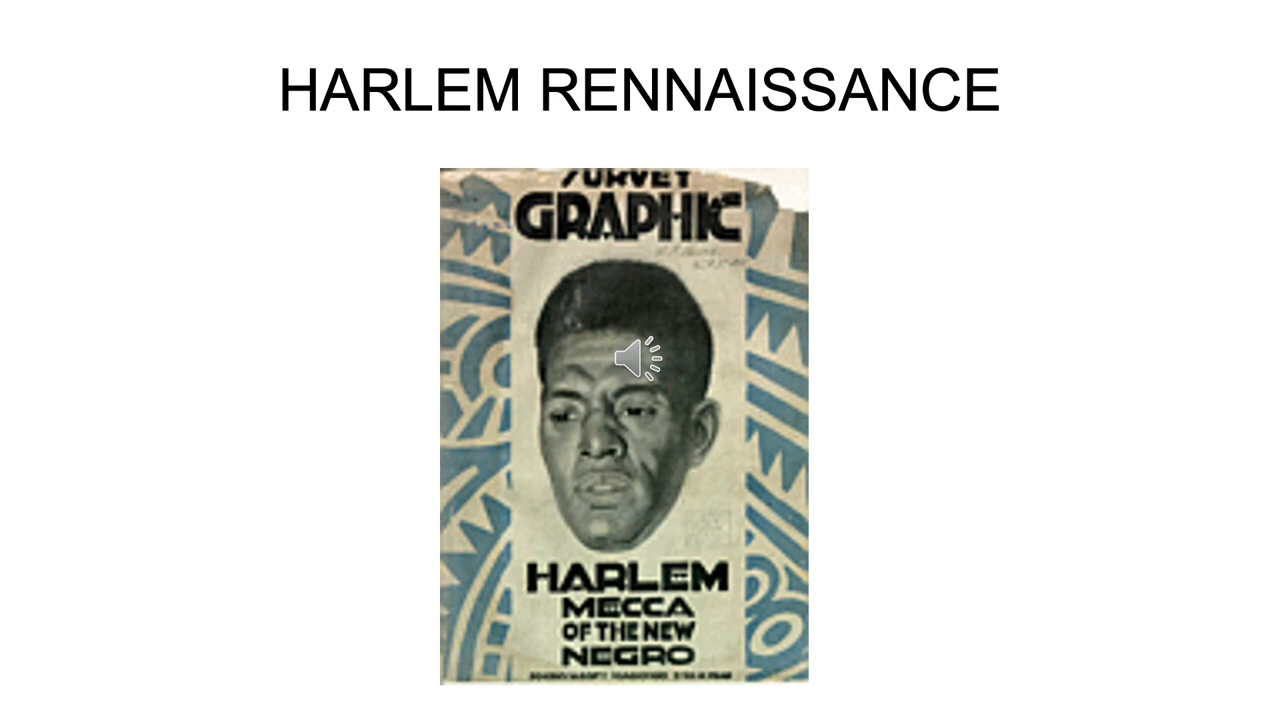 HARLEM RENNAISSANCE
SURVEY
GRAPHIC
HARLEM
MECCA
OF THE NEW
NEGRO